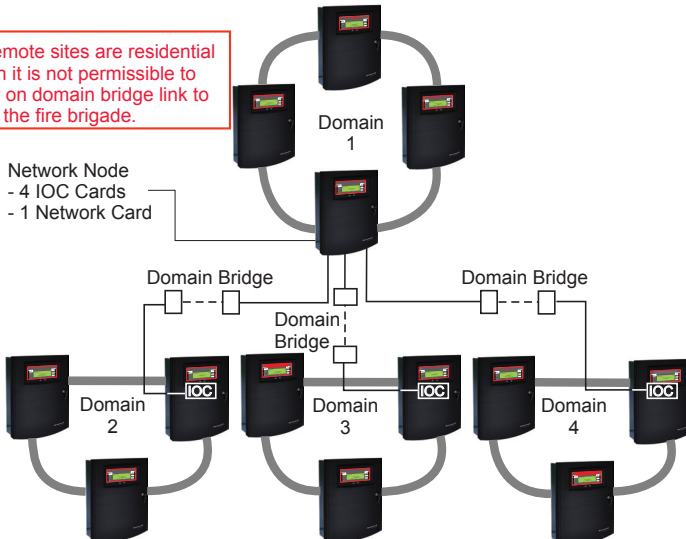 emote sites are residential
it is not permissible to
on domain bridge link to
the fire brigade.
Domain
1
Network Node
- 4 IOC Cards
- 1 Network Card
Domain Bridge
Domain Bridge
Domain
Bridge
IOC
IOC
IOC
Domain
2
Domain
3
Domain
4